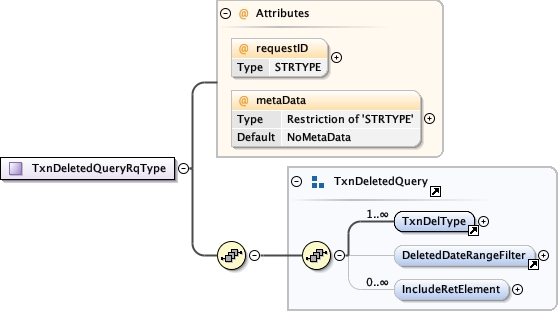 @ Attributes
@ requestID
Type STRTYPE
@ metaData
Type Restriction of 'STRTYPE'
Default NoMetaData
TxnDeletedQueryRqType
TxnDeletedQuery
1..∞ TxnDelType
DeletedDateRangeFilter
0..∞ IncludeRetElement